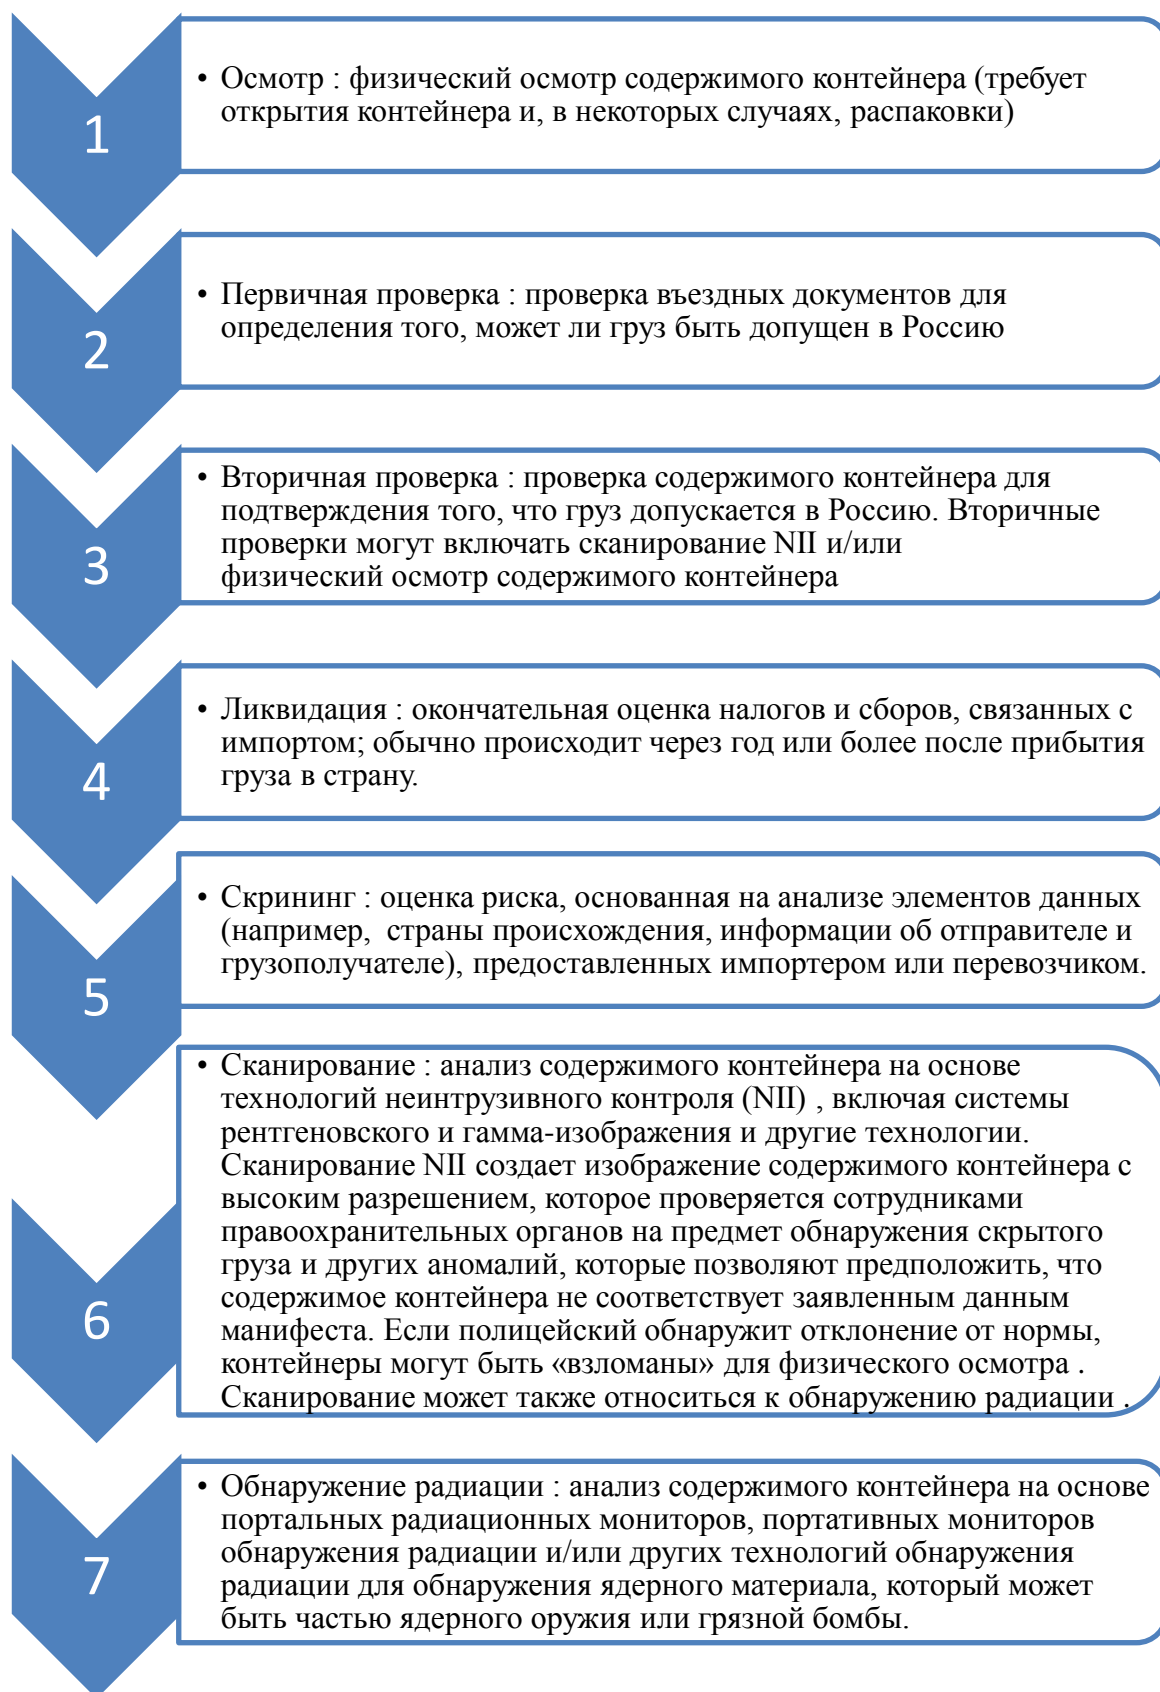 1
• Осмотр : физический осмотр содержимого контейнера (требует
открытия контейнера и, в некоторых случаях, распаковки)
2
• Первичная проверка : проверка въездных документов для
определения того, может ли груз быть допущен в Россию
3
• Вторичная проверка : проверка содержимого контейнера для
подтверждения того, что груз допускается в Россию. Вторичные
проверки могут включать сканирование NII и/или
физический осмотр содержимого контейнера
4
• Ликвидация : окончательная оценка налогов и сборов, связанных с
импортом; обычно происходит через год или более после прибытия
груза в страну.
5
• Скрининг : оценка риска, основанная на анализе элементов данных
(например, страны происхождения, информации об отправителе и
грузополучателе), предоставленных импортером или перевозчиком.
6
• Сканирование : анализ содержимого контейнера на основе
технологий неинтрузивного контроля (NII) , включая системы
рентгеновского и гамма-изображения и другие технологии.
Сканирование NII создает изображение содержимого контейнера с
высоким разрешением, которое проверяется сотрудниками
правоохранительных органов на предмет обнаружения скрытого
груза и других аномалий, которые позволяют предположить, что
содержимое контейнера не соответствует заявленным данным
манифеста. Если полицейский обнаружит отклонение от нормы,
контейнеры могут быть «взломаны» для физического осмотра .
Сканирование может также относиться к обнаружению радиации .
7
• Обнаружение радиации : анализ содержимого контейнера на основе
портальных радиационных мониторов, портативных мониторов
обнаружения радиации и/или других технологий обнаружения
радиации для обнаружения ядерного материала, который может
быть частью ядерного оружия или грязной бомбы.